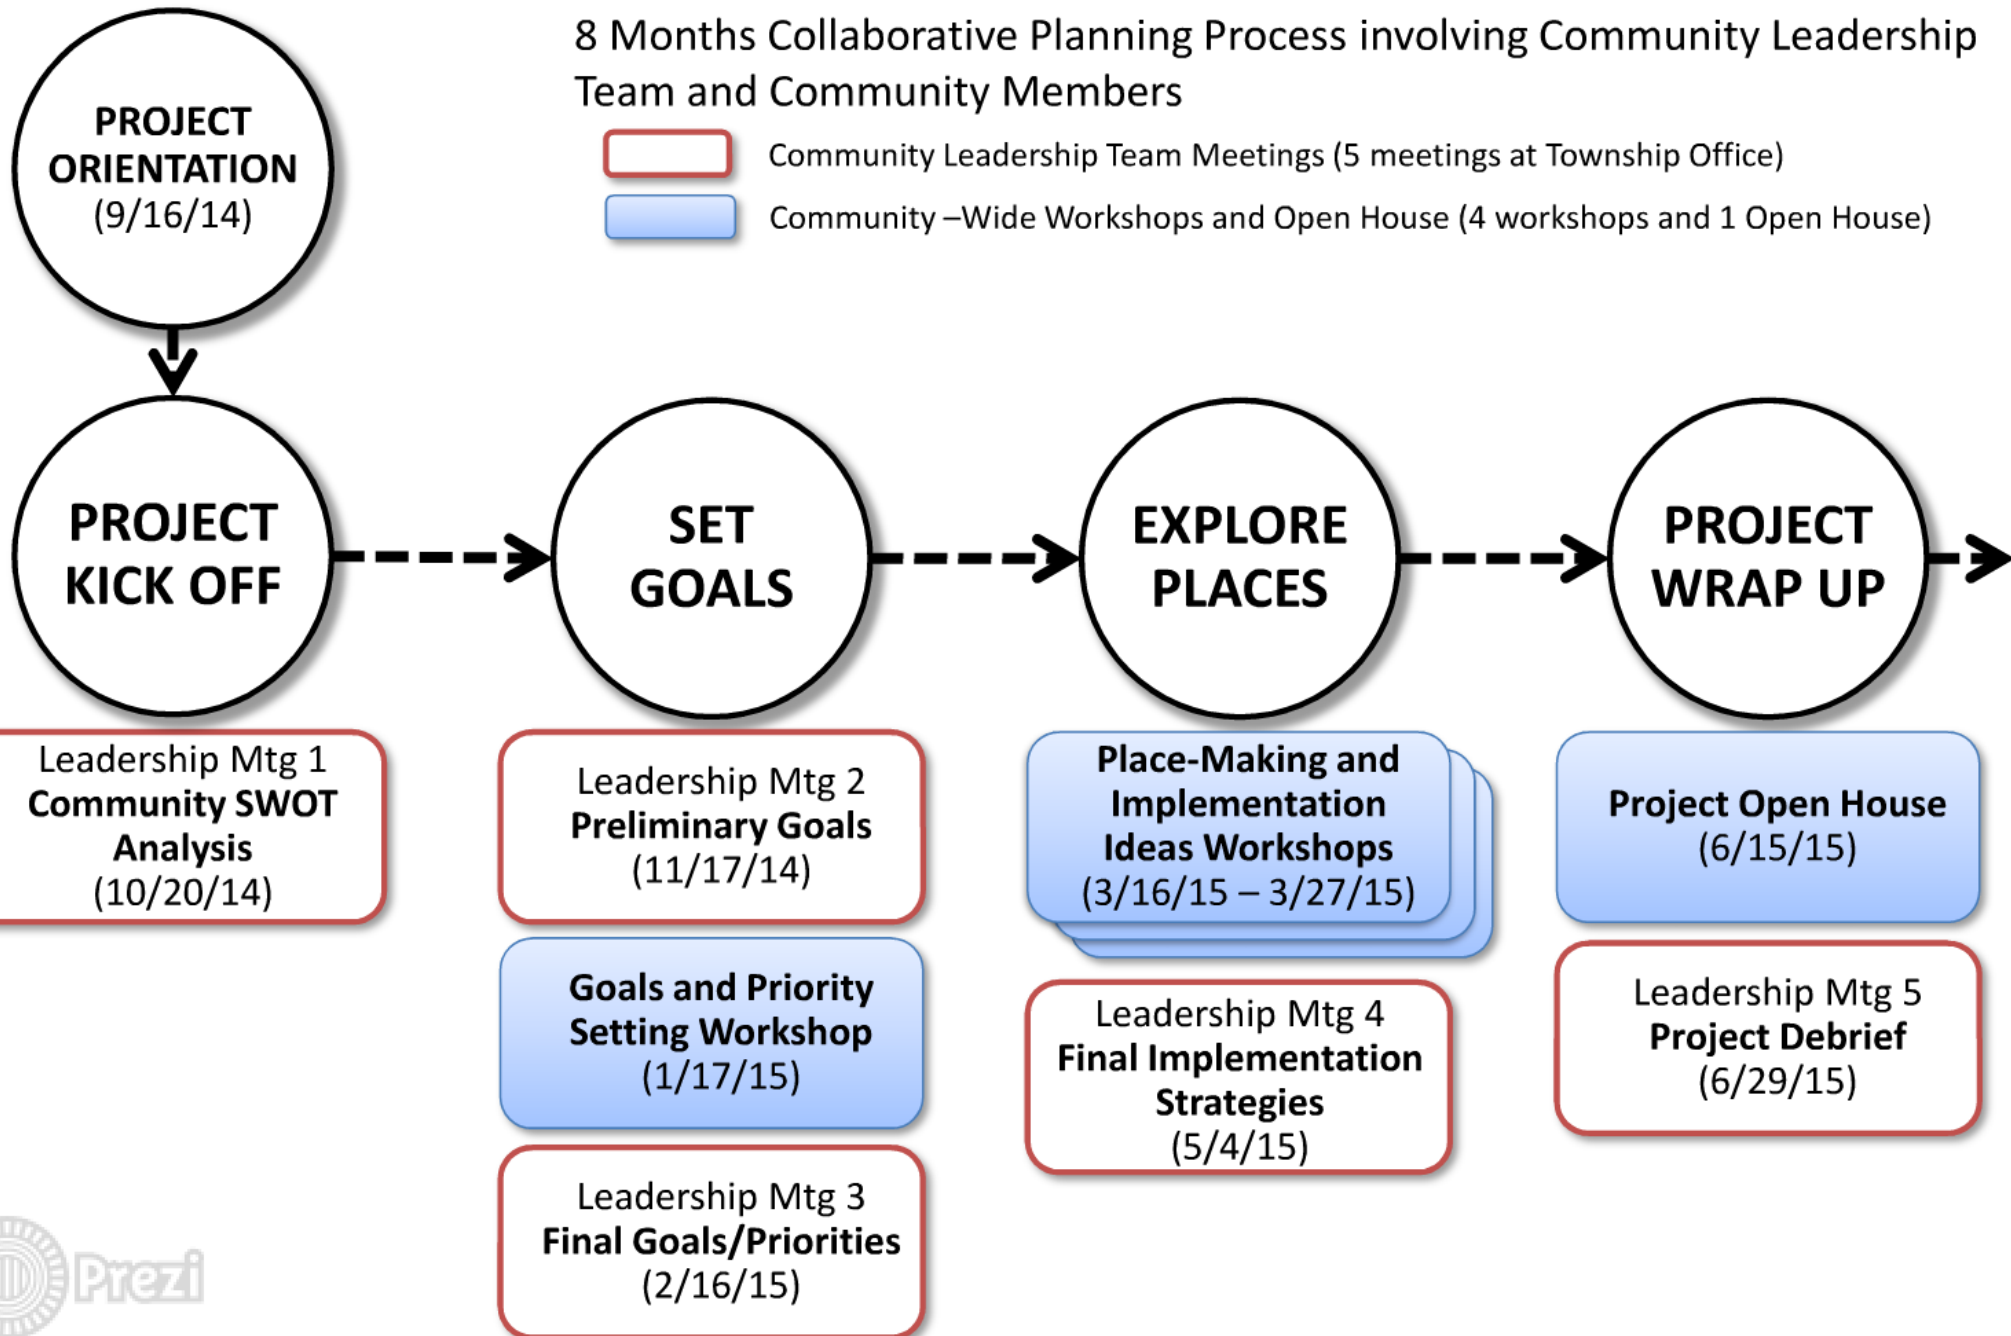 8 Months Collaborative Planning Process involving Community Leadership
Team and Community Members
Community Leadership Team Meetings (5 meetings at Township Office)
Community –Wide Workshops and Open House (4 workshops and 1 Open House)
PROJECT
ORIENTATION
(9/16/14)
PROJECT
KICK OFF
Leadership Mtg 1
Community SWOT
Analysis
(10/20/14)
SET
GOALS
Leadership Mtg 2
Preliminary Goals
(11/17/14)
Goals and Priority
Setting Workshop
(1/17/15)
Leadership Mtg 3
Final Goals/Priorities
(2/16/15)
EXPLORE
PLACES
Place-Making and
Implementation
Ideas Workshops
(3/16/15 – 3/27/15)
Leadership Mtg 4
Final Implementation
Strategies
(5/4/15)
PROJECT
WRAP UP
Project Open House
(6/15/15)
Leadership Mtg 5
Project Debrief
(6/29/15)
Prezi